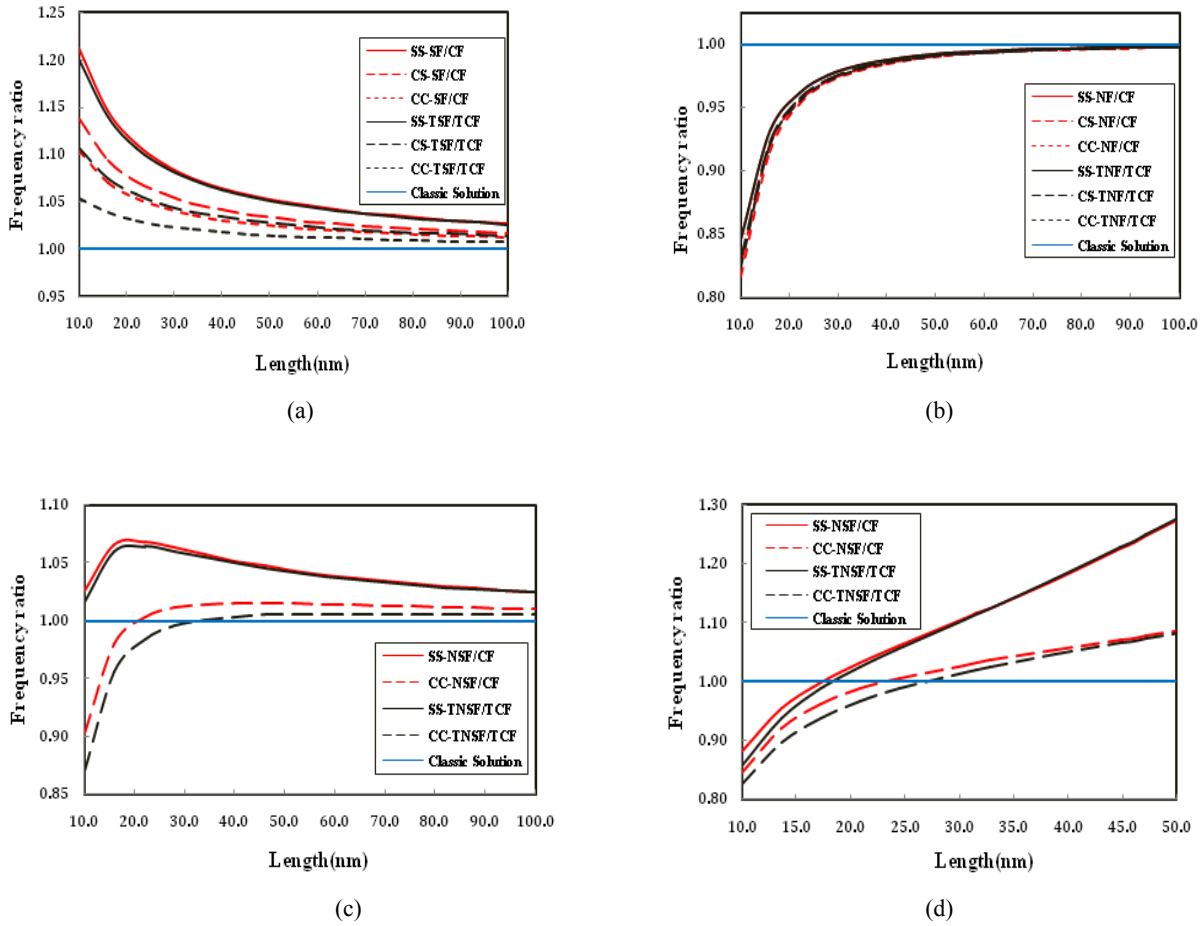 Frequency ratio
1.25
1.20
1.15
1.10
1.05
1.00
0.95
SS-SF/CF
CS-SF/CF
CC-SF/CF
SS-TSF/TCF
CS-TSF/TCF
CC-TSF/TCF
Classic Solution
10.0 20.0 30.0 40.0 50.0 60.0 70.0 80.0 90.0 100.0
Length(nm)
(a)
Frequency ratio
1.00
0.95
0.90
0.85
0.80
SS-NF/CF
CS-NF/CF
CC-NF/CF
SS-TNF/TCF
CS-TNF/TCF
CC-TNF/TCF
Classic Solution
10.0 20.0 30.0 40.0 50.0 60.0 70.0 80.0 90.0 100.0
Length(nm)
(b)
Frequency ratio
1.10
1.05
1.00
0.95
0.90
0.85
SS-NSF/CF
CC-NSF/CF
SS-TNSF/TCF
CC-TNSF/TCF
Classic Solution
10.0 20.0 30.0 40.0 50.0 60.0 70.0 80.0 90.0 100.0
Length(nm)
(c)
Frequency ratio
1.30
1.20
1.10
1.00
0.90
0.80
SS-NSF/CF
CC-NSF/CF
SS-TNSF/TCF
CC-TNSF/TCF
Classic Solution
10.0 15.0 20.0 25.0 30.0 35.0 40.0 45.0 50.0
Length(nm)
(d)